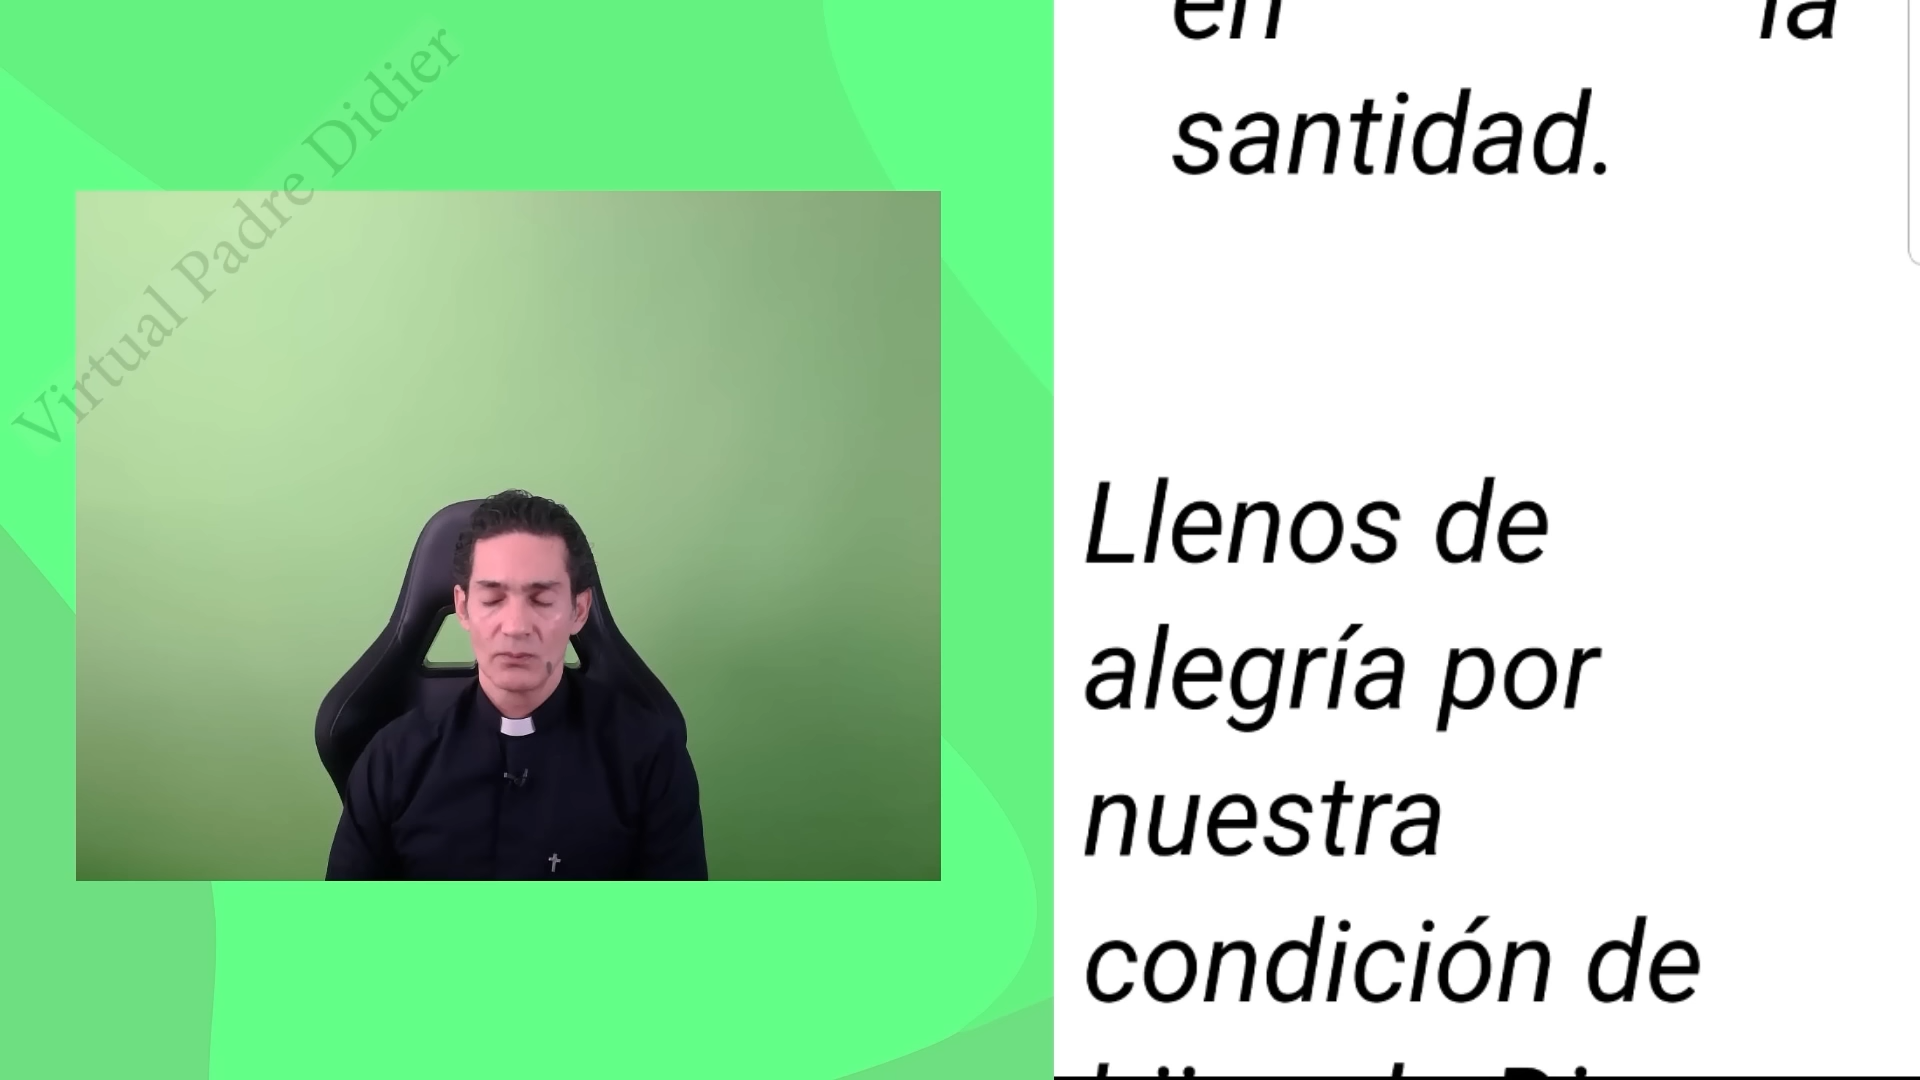 Virtual Padre Didier
en la
santidad.
Llenos de
alegría por
nuestra
condición de